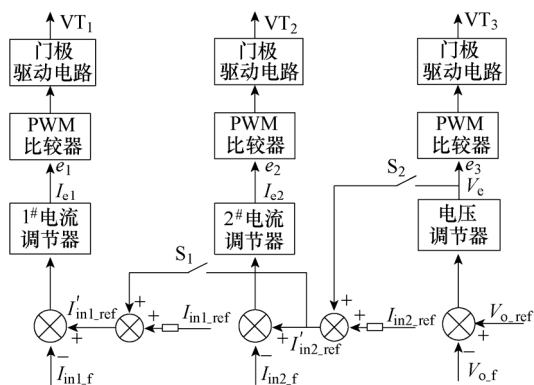 VT₁
VT₂
VT₃
门极
驱动电路
门极
驱动电路
门极
驱动电路
PWM
比较器
PWM
比较器
PWM
比较器
e₁
e₂
S₂
e₃
I_e1
I_e2
V_e
1#电流
调节器
2#电流
调节器
电压
调节器
S₁
+
+
I'in1_ref
+
+
Iin1_ref
+
I'in2_ref
+
+
Iin2_ref
+
Vo_ref
−
Iin1_f
−
Iin2_f
−
Vo_f